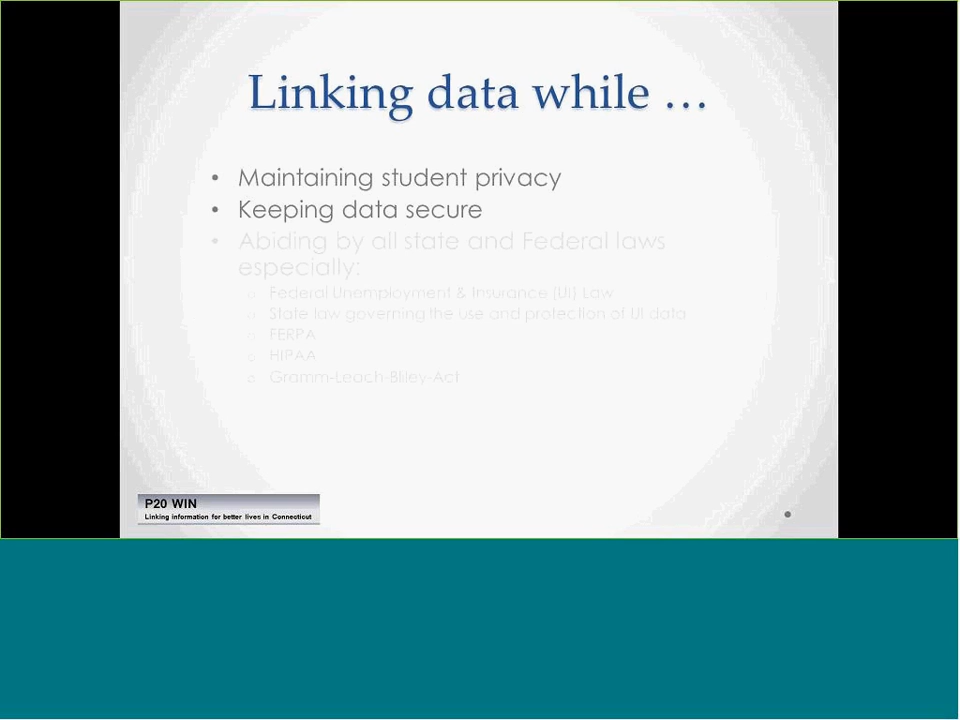 Linking data while …
• Maintaining student privacy
• Keeping data secure
• Abiding by all state and Federal laws
especially:
o Federal Unemployment & Insurance (UI) Law
o State law governing the use and protection of UI data
o FERPA
o HIPAA
o Gramm-Leach-Bliley-Act
P20 WIN
Linking information for better lives in Connecticut